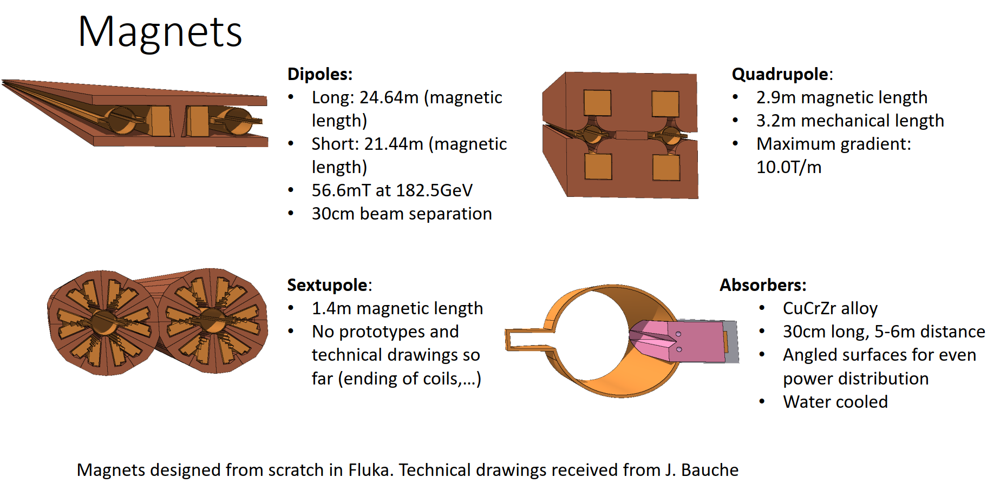 Magnets
Dipoles:
• Long: 24.64m (magnetic
length)
• Short: 21.44m (magnetic
length)
• 56.6mT at 182.5GeV
• 30cm beam separation
Quadrupole:
• 2.9m magnetic length
• 3.2m mechanical length
• Maximum gradient:
10.0T/m
Sextupole:
• 1.4m magnetic length
• No prototypes and
technical drawings so
far (ending of coils,...)
Absorbers:
• CuCrZr alloy
• 30cm long, 5-6m distance
• Angled surfaces for even
power distribution
• Water cooled
Magnets designed from scratch in Fluka. Technical drawings received from J. Bauche